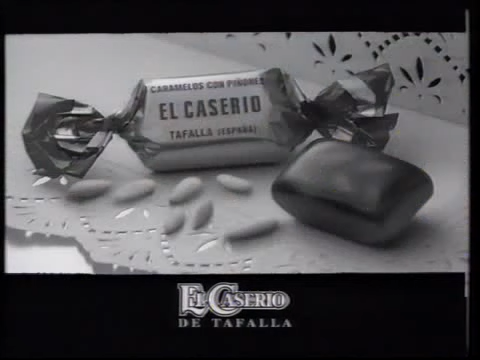 CARAMELOS CON PIÑONES
EL CASERIO
TAFALLA (ESPAÑA)
EL CASERIO
DE TAFALLA